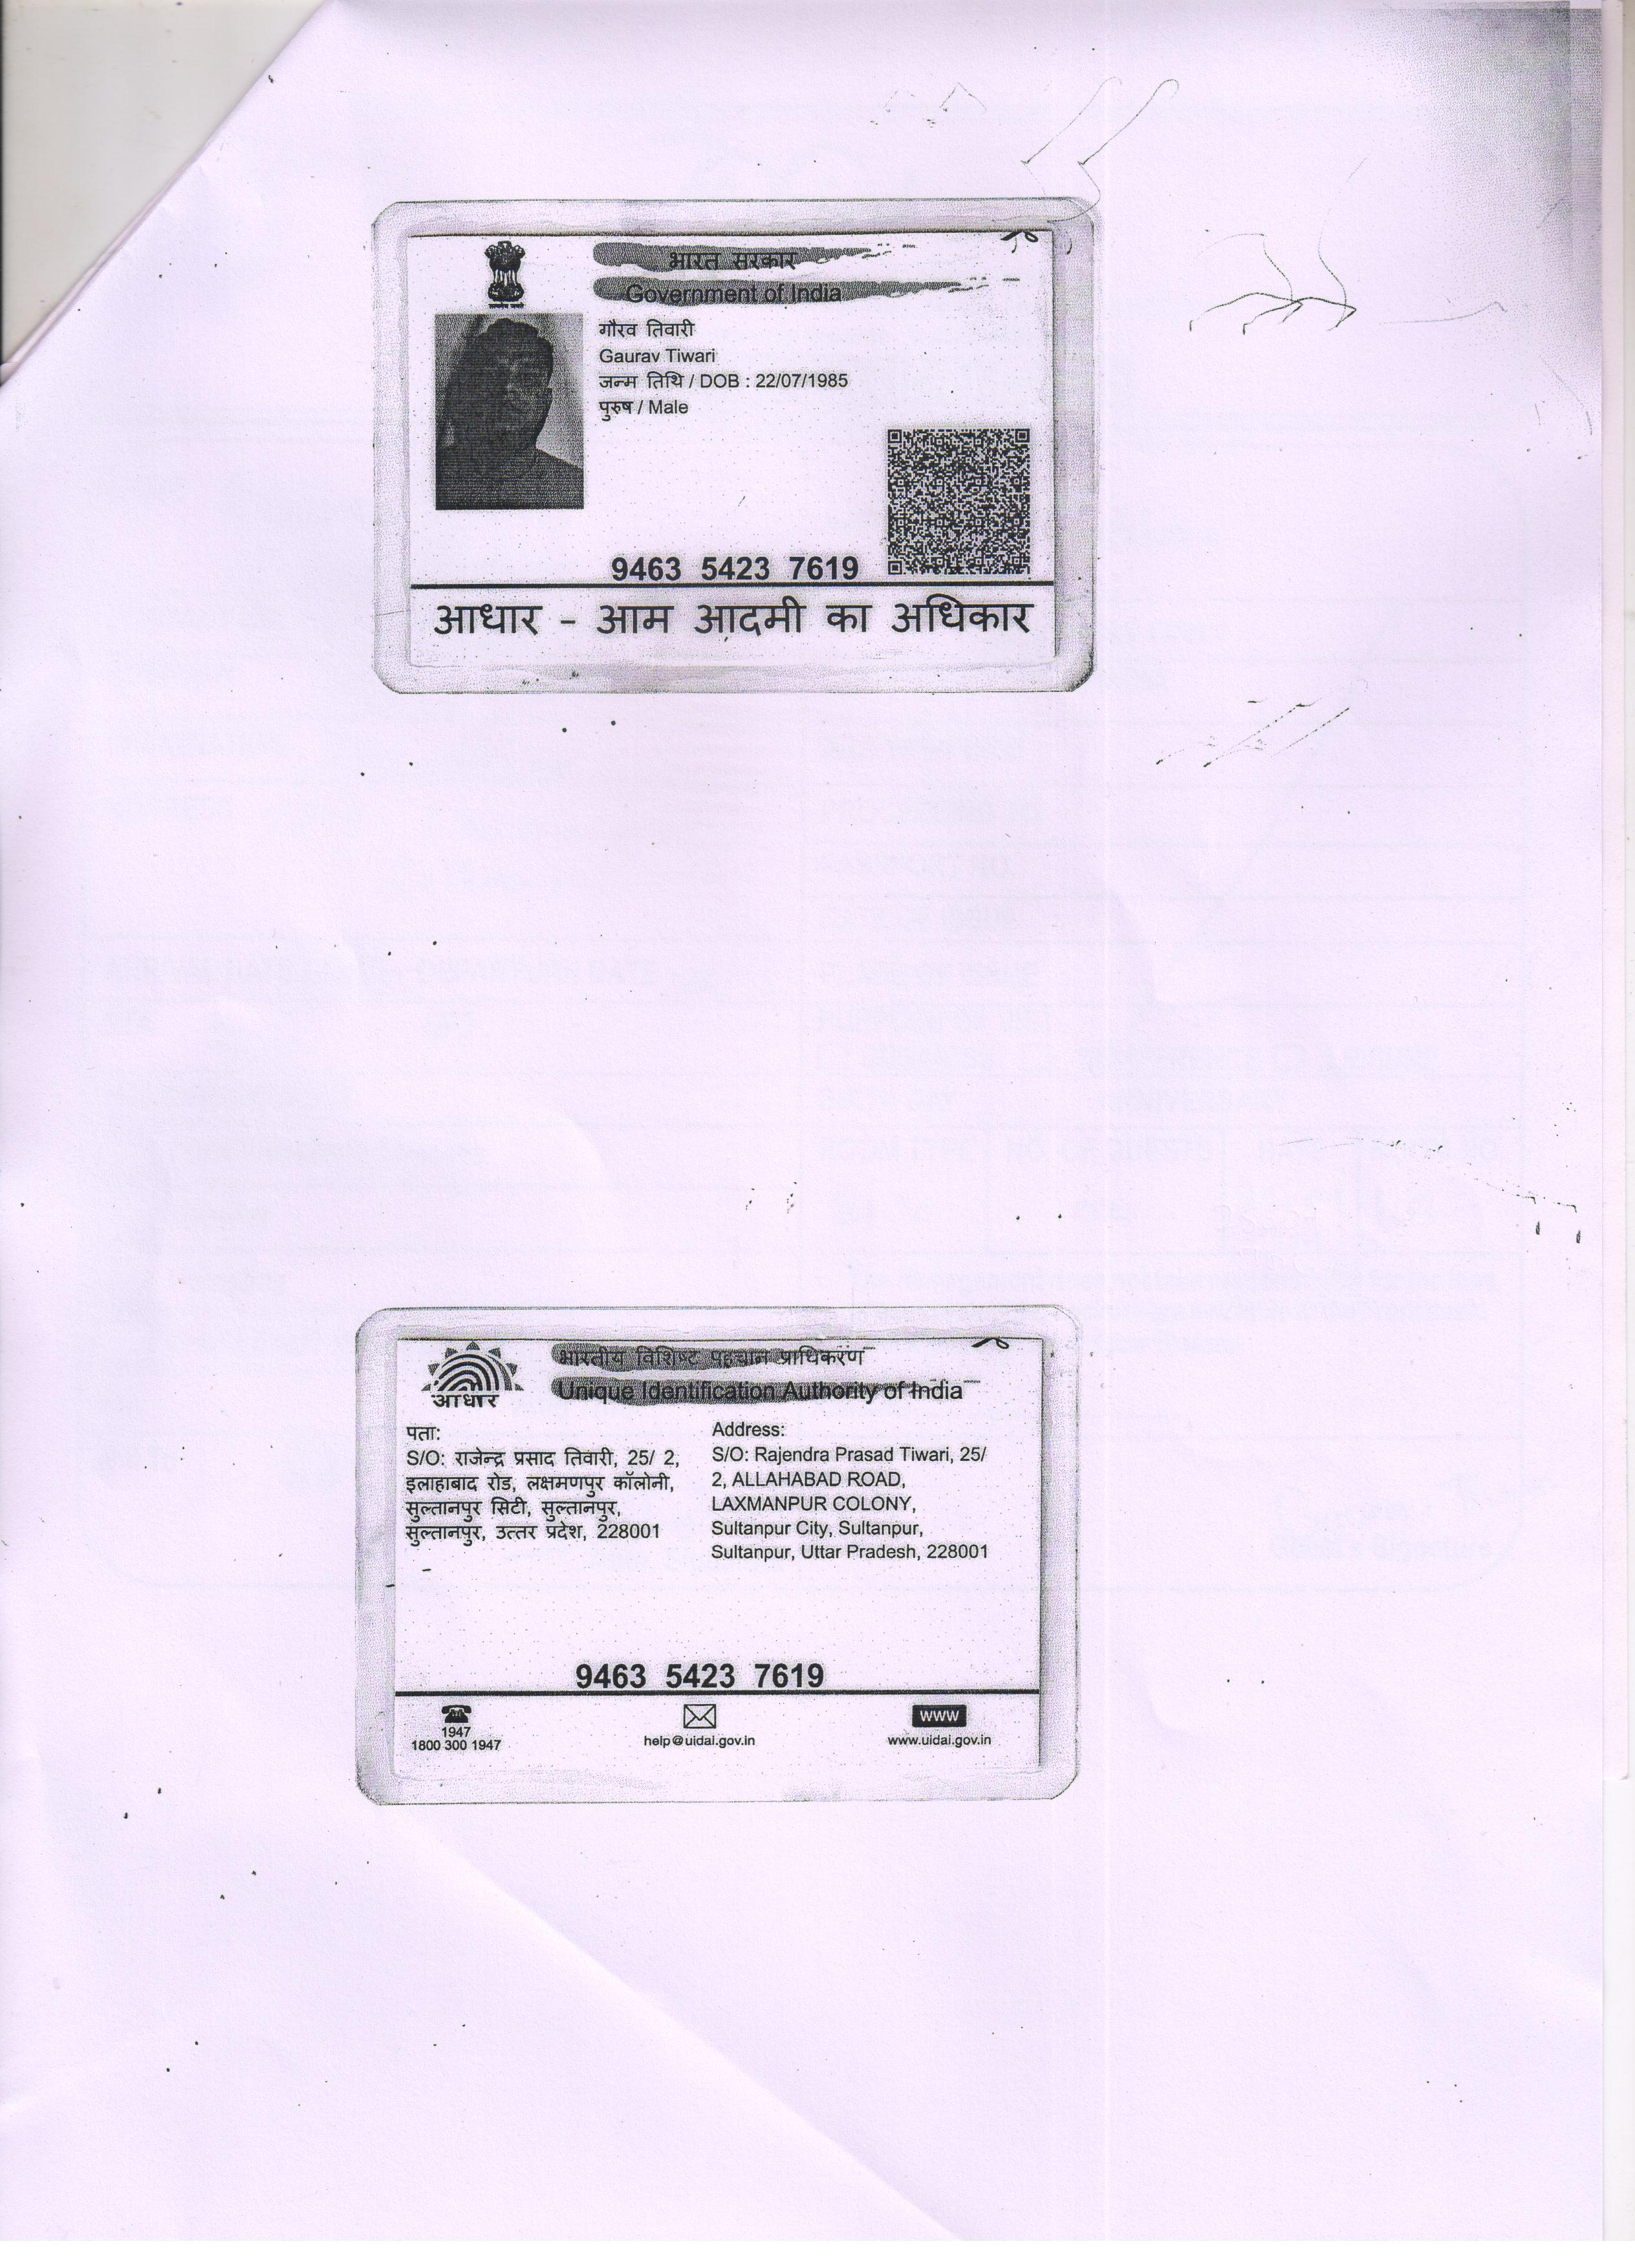 भारत सरकार
Government of India
गौरव तिवारी
Gaurav Tiwari
जन्म तिथि / DOB : 22/07/1985
पुरुष / Male
9463 5423 7619
आधार - आम आदमी का अधिकार
भारतीय विशिष्ट पहचान प्राधिकरण
Unique Identification Authority of India
आधार
पता:
S/O: राजेन्द्र प्रसाद तिवारी, 25/ 2,
इलाहाबाद रोड, लक्षमणपुर कॉलोनी,
सुल्तानपुर सिटी, सुल्तानपुर,
सुल्तानपुर, उत्तर प्रदेश, 228001
Address:
S/O: Rajendra Prasad Tiwari, 25/
2, ALLAHABAD ROAD,
LAXMANPUR COLONY,
Sultanpur City, Sultanpur,
Sultanpur, Uttar Pradesh, 228001
9463 5423 7619
1947
1800 300 1947
help@uidai.gov.in
www
www.uidai.gov.in